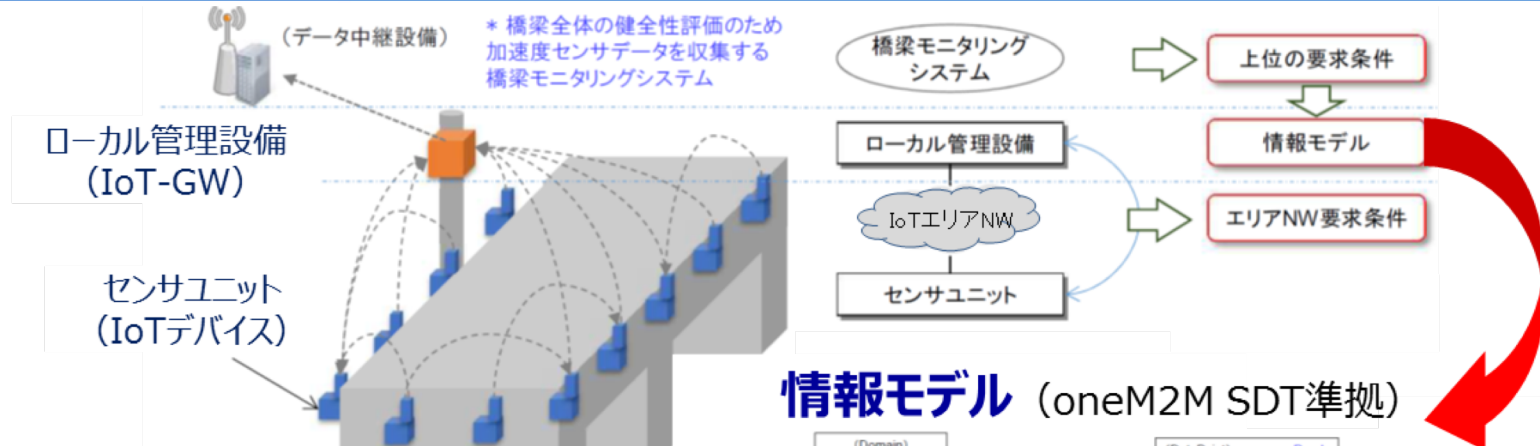 (データ中継設備)
* 橋梁全体の健全性評価のため
加速度センサデータを収集する
橋梁モニタリングシステム
橋梁モニタリング
システム
上位の要求条件
ローカル管理設備
(IoT-GW)
ローカル管理設備
情報モデル
IoTエリアNW
エリアNW要求条件
センサユニット
(IoTデバイス)
センサユニット
情報モデル(oneM2M SDT準拠)
(Domain)